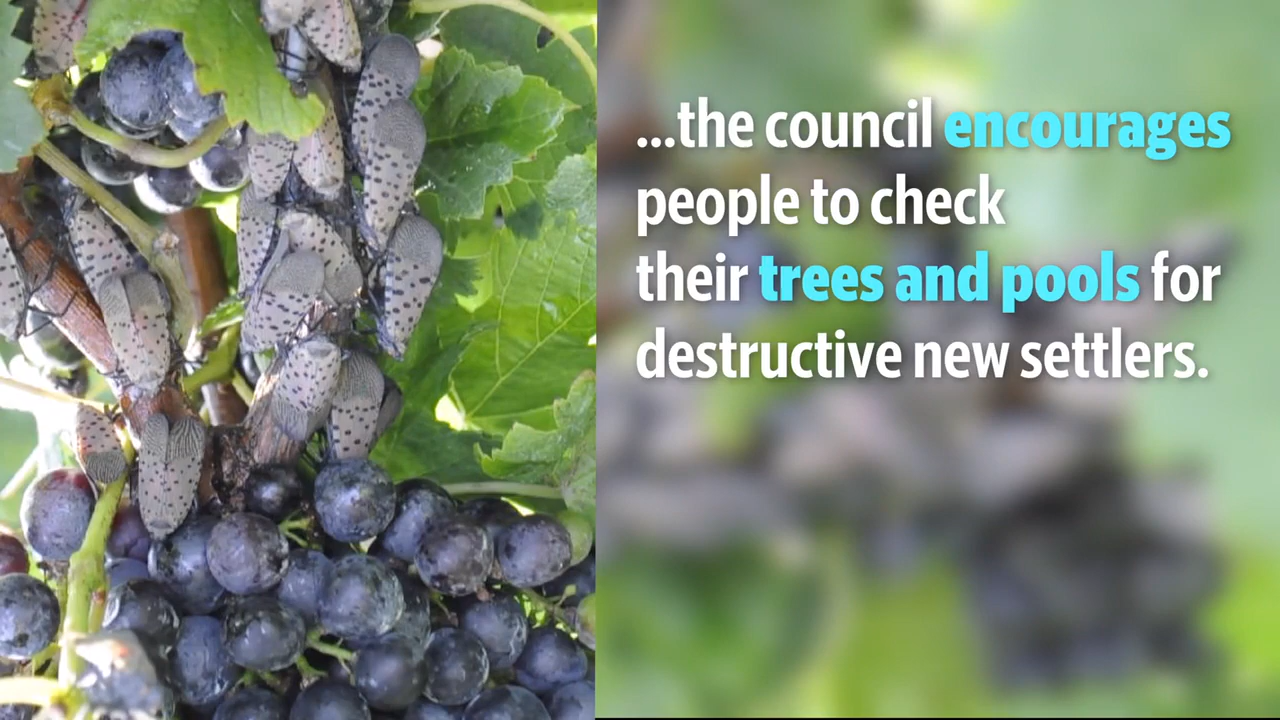 ...the council encourages
people to check
their trees and pools for
destructive new settlers.